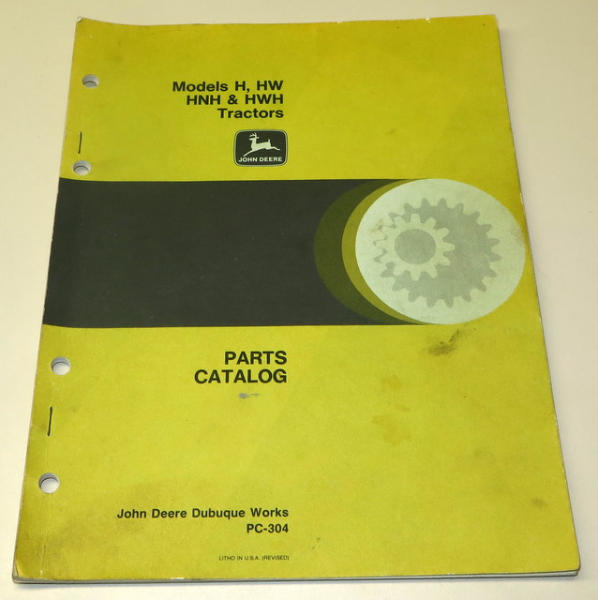 Models H, HW
HNH & HWH
Tractors
JOHN DEERE
PARTS
CATALOG
John Deere Dubuque Works
PC-304
LITHO IN U.S.A. (REVISED)